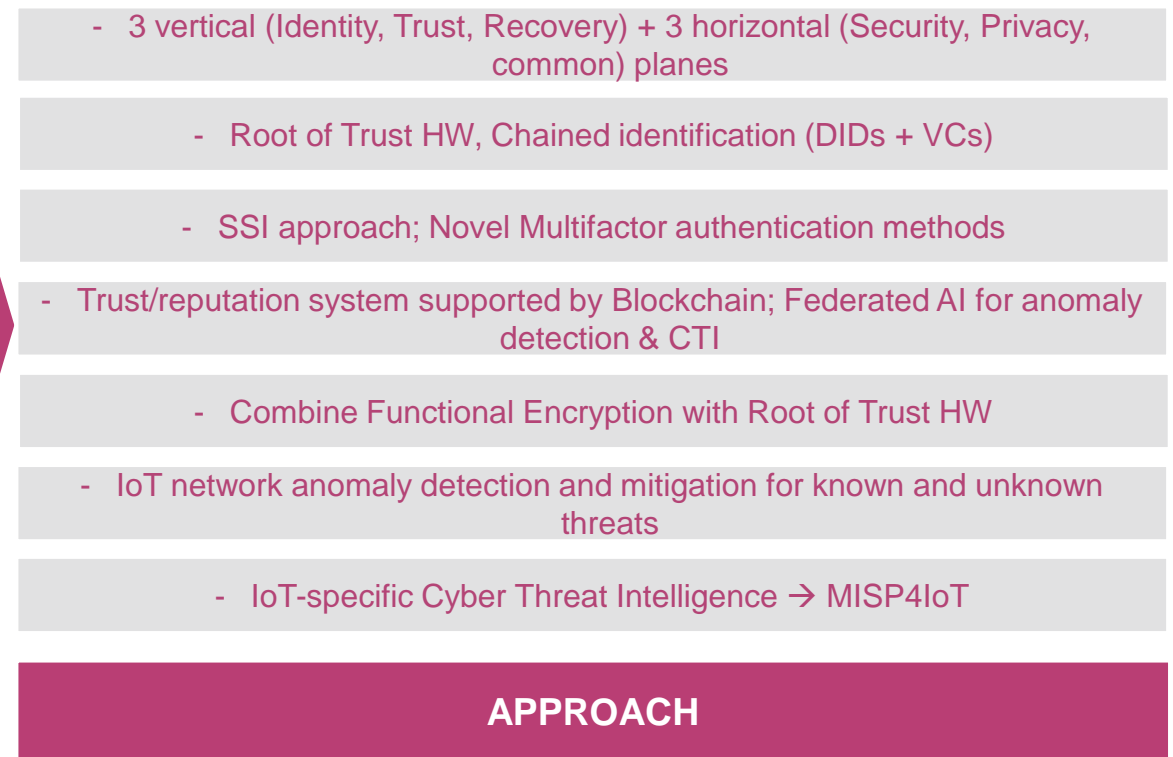 - 3 vertical (Identity, Trust, Recovery) + 3 horizontal (Security, Privacy,
common) planes
- Root of Trust HW, Chained identification (DIDs + VCs)
- SSI approach; Novel Multifactor authentication methods
- Trust/reputation system supported by Blockchain; Federated AI for anomaly
detection & CTI
- Combine Functional Encryption with Root of Trust HW
- IoT network anomaly detection and mitigation for known and unknown
threats
- IoT-specific Cyber Threat Intelligence → MISP4IoT
APPROACH